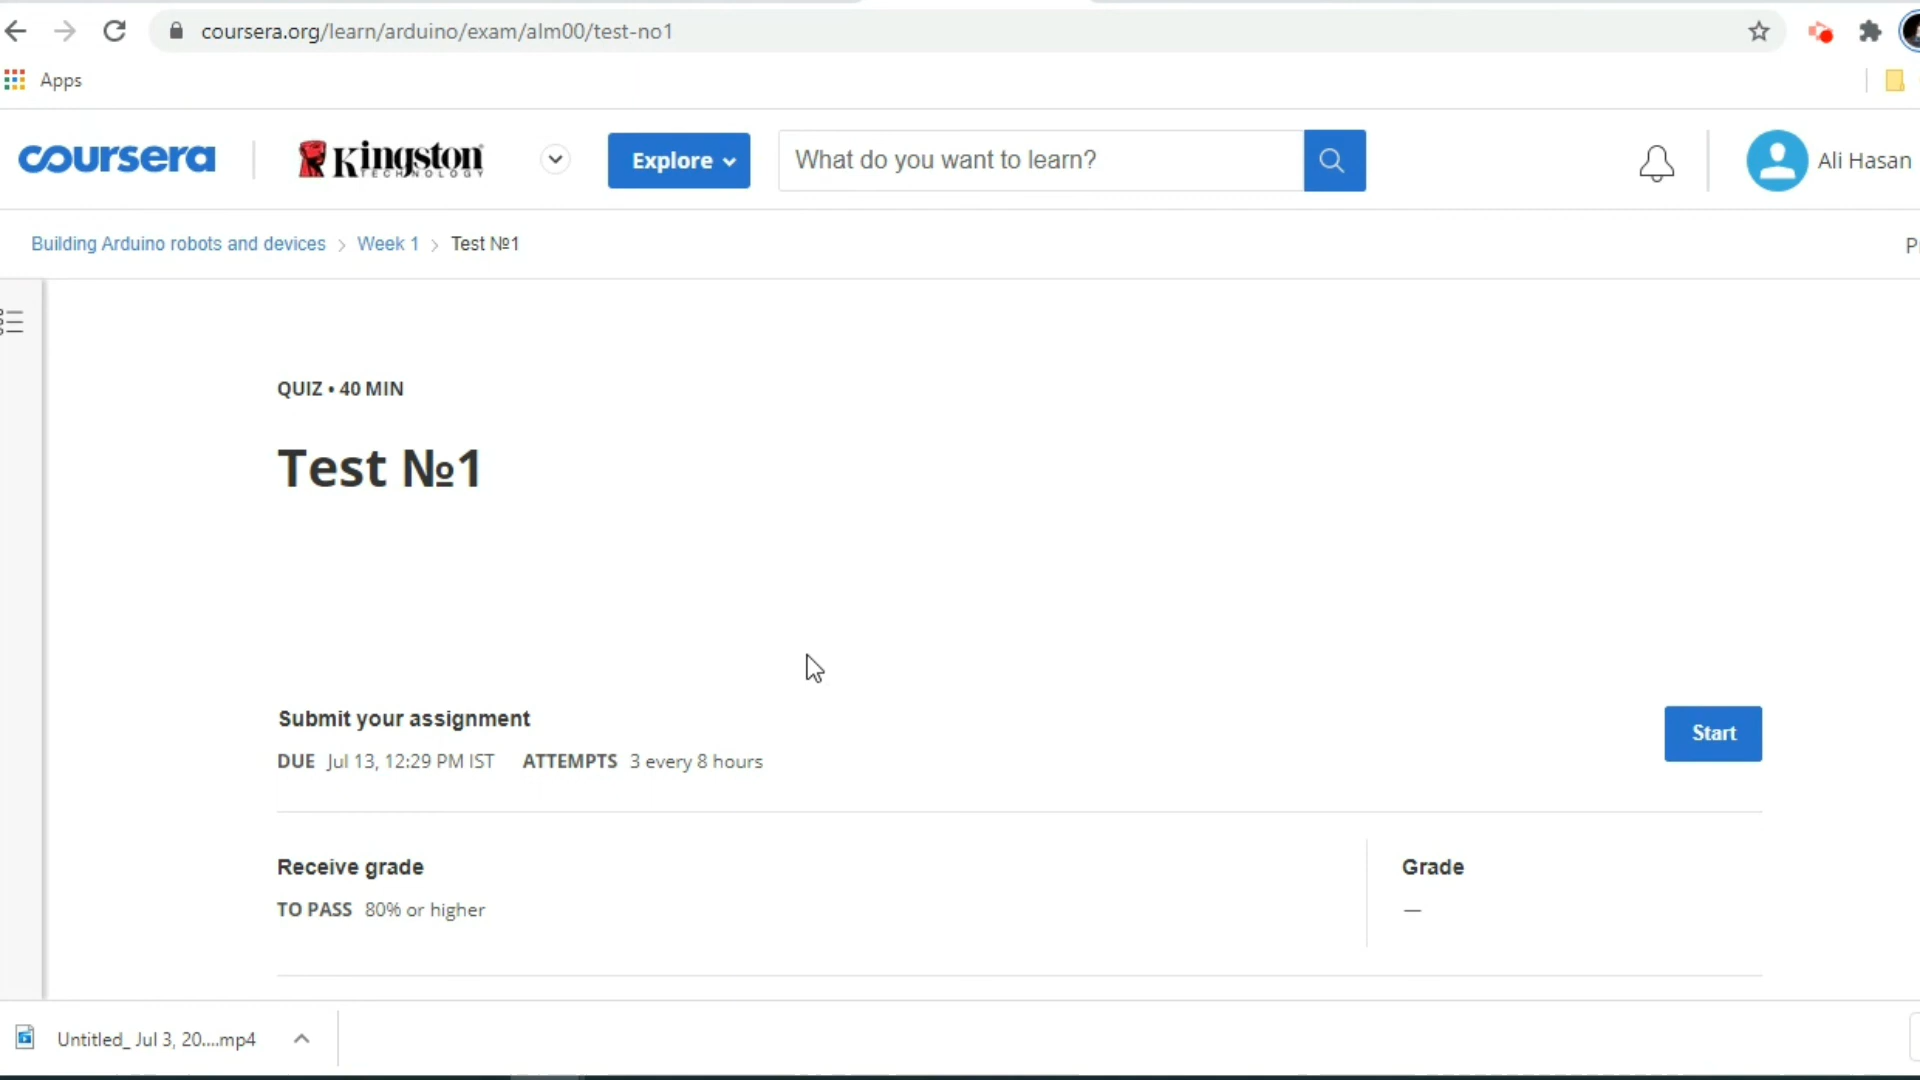 coursera.org/learn/arduino/exam/alm00/test-no1
Apps
coursera
Kingston
TECHNOLOGY
Explore
What do you want to learn?
Ali Hasan
Building Arduino robots and devices > Week 1 > Test №1
QUIZ • 40 MIN
Test №1
Submit your assignment
Start
DUE Jul 13, 12:29 PM IST ATTEMPTS 3 every 8 hours
Receive grade
Grade
TO PASS 80% or higher
—
Untitled_ Jul 3, 20....mp4